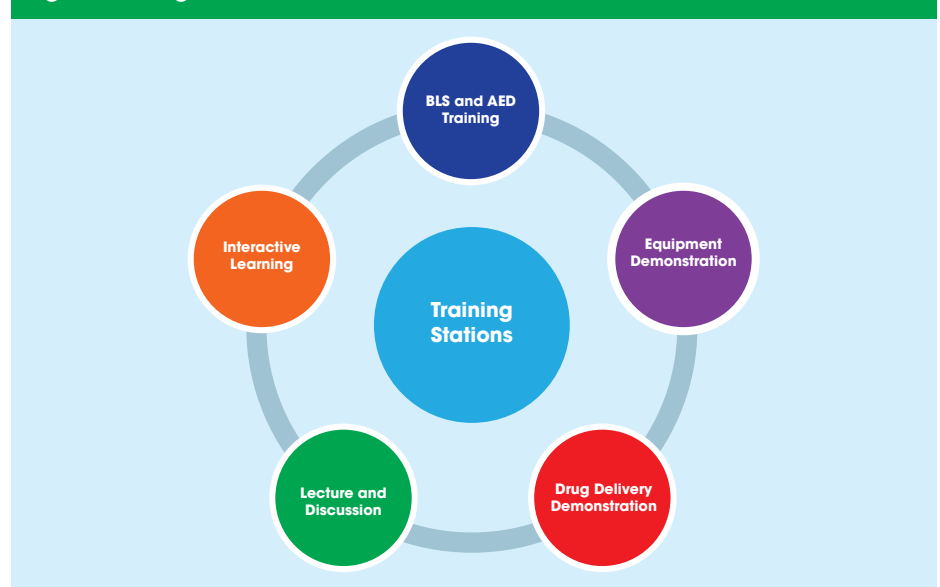 BLS and AED
Training
Interactive
Learning
Equipment
Demonstration
Training
Stations
Lecture and
Discussion
Drug Delivery
Demonstration